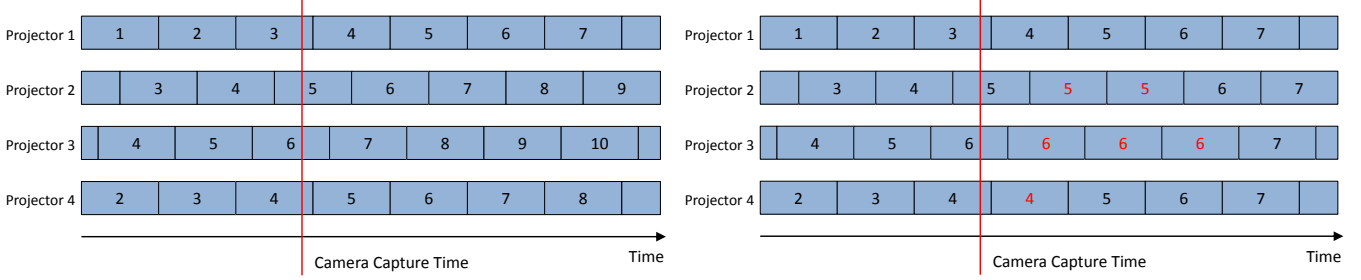 Projector 1 1 2 3 4 5 6 7
Projector 2 3 4 5 6 7 8 9
Projector 3 4 5 6 7 8 9 10
Projector 4 2 3 4 5 6 7 8
Time
Camera Capture Time
Projector 1 1 2 3 4 5 6 7
Projector 2 3 4 5 5 5 6 7
Projector 3 4 5 6 6 6 6 7
Projector 4 2 3 4 4 5 6 7
Time
Camera Capture Time